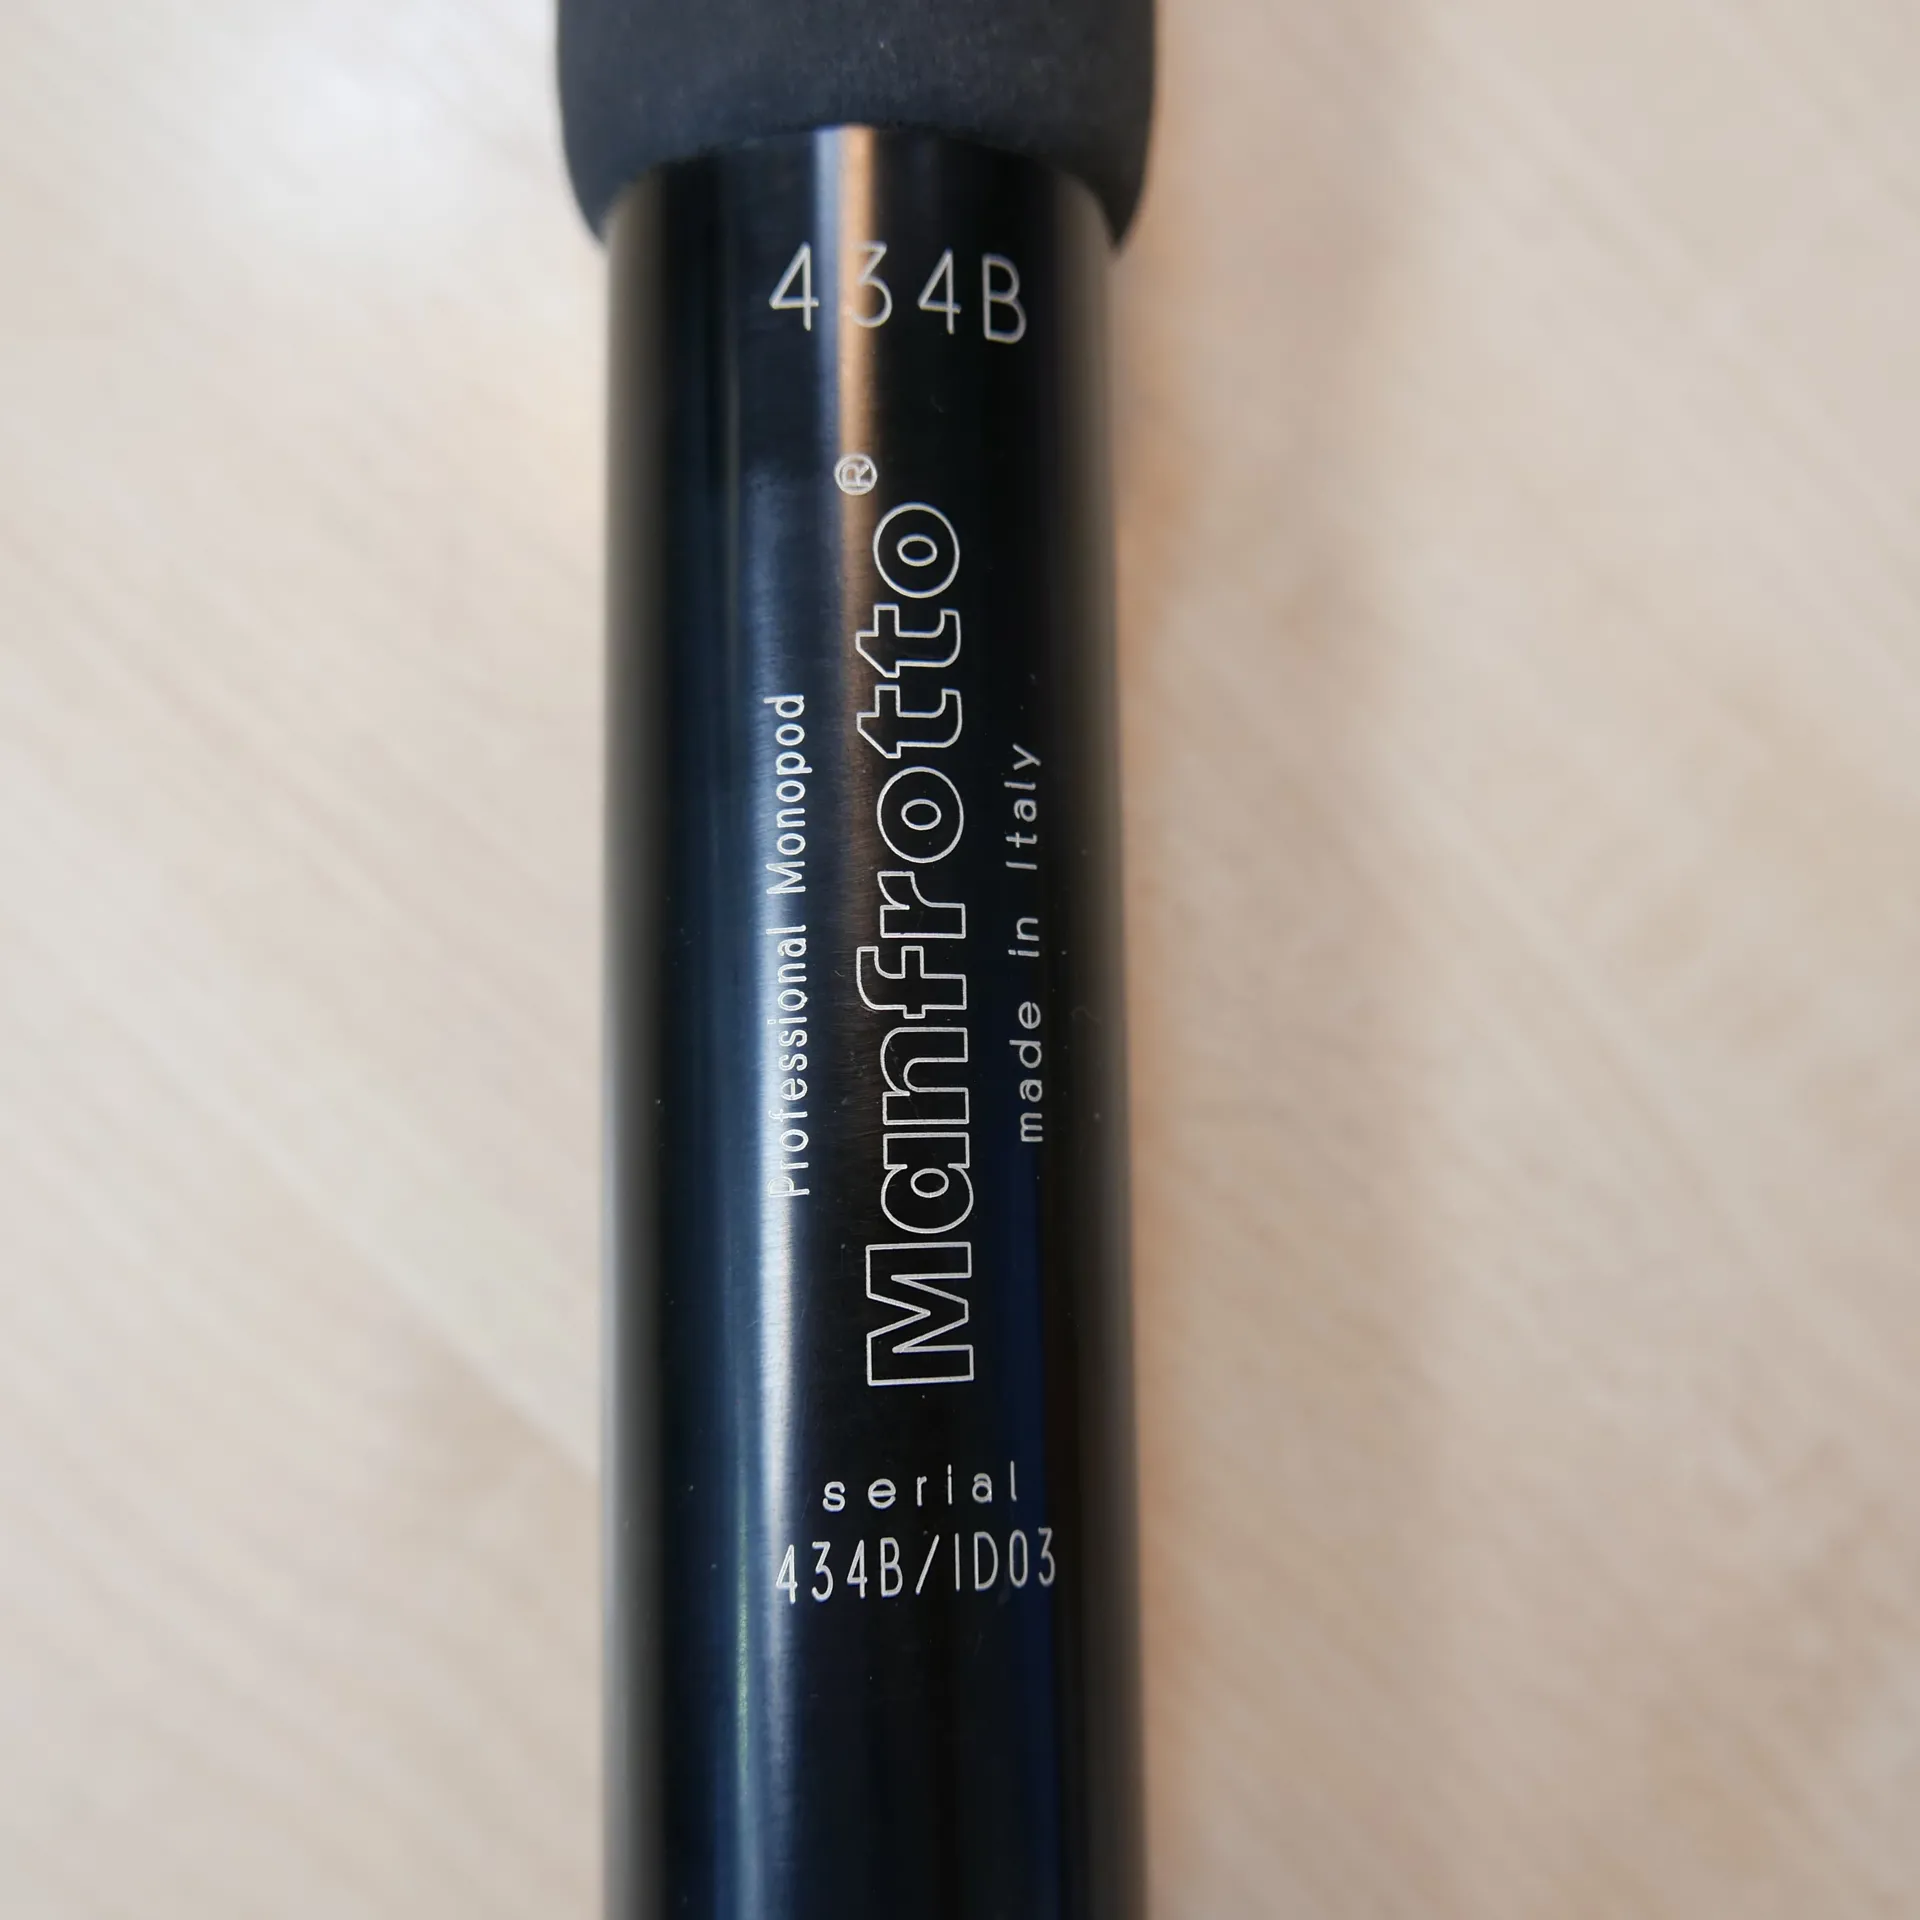 434B
Professional Monopod
Manfrotto®
made in Italy
serial
434B/ID03